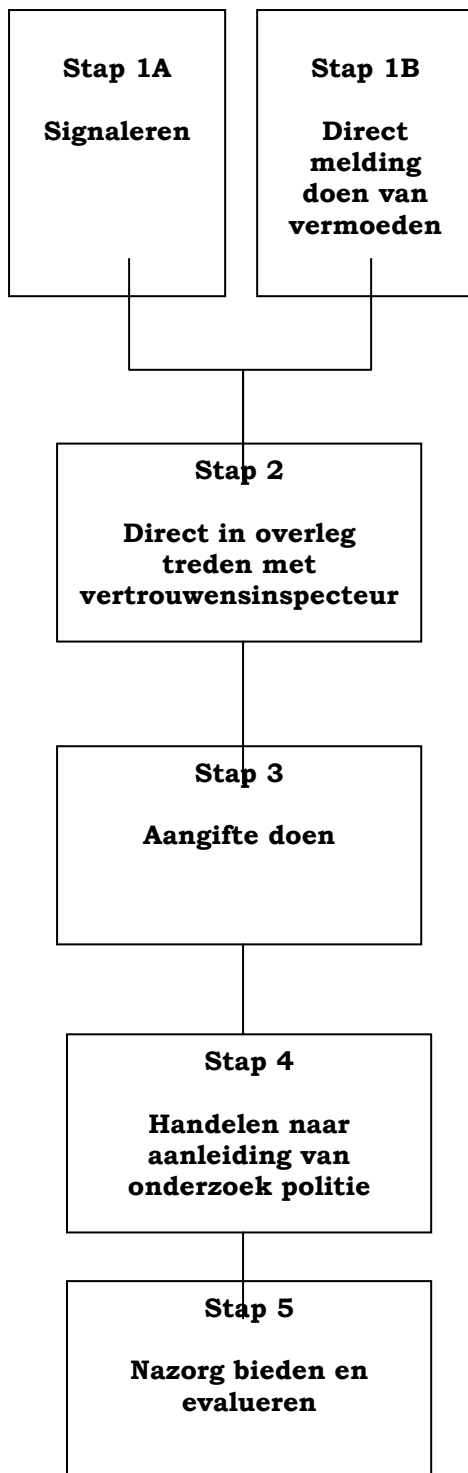 Stap 1A
Signaleren
Stap 1B
Direct
melding
doen van
vermoeden
Stap 2
Direct in overleg
treden met
vertrouwensinspecteur
Stap 3
Aangifte doen
Stap 4
Handelen naar
aanleiding van
onderzoek politie
Stap 5
Nazorg bieden en
evalueren